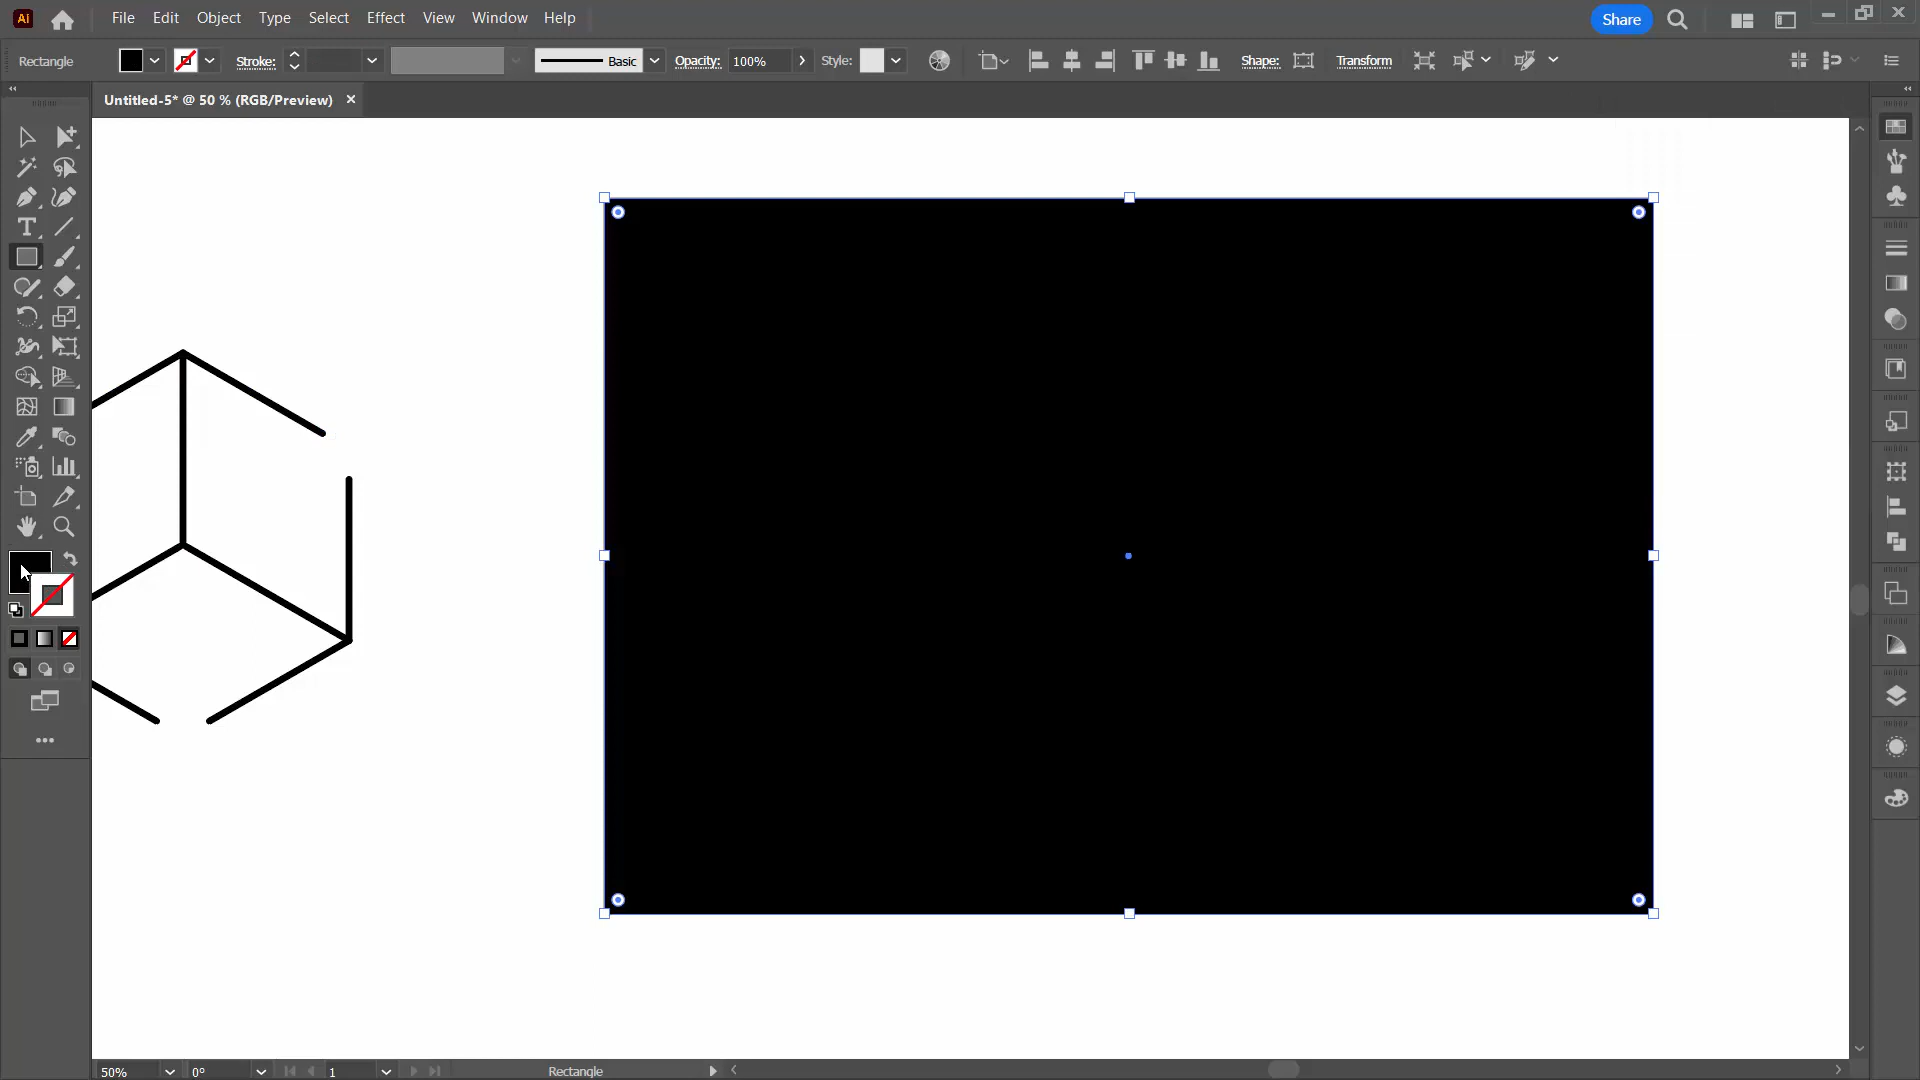 Ai File Edit Object Type Select Effect View Window Help Share
Rectangle Stroke: Basic Opacity: 100% Style: Shape: Transform
Untitled-5* @ 50 % (RGB/Preview)
T
50% 0° 1 Rectangle